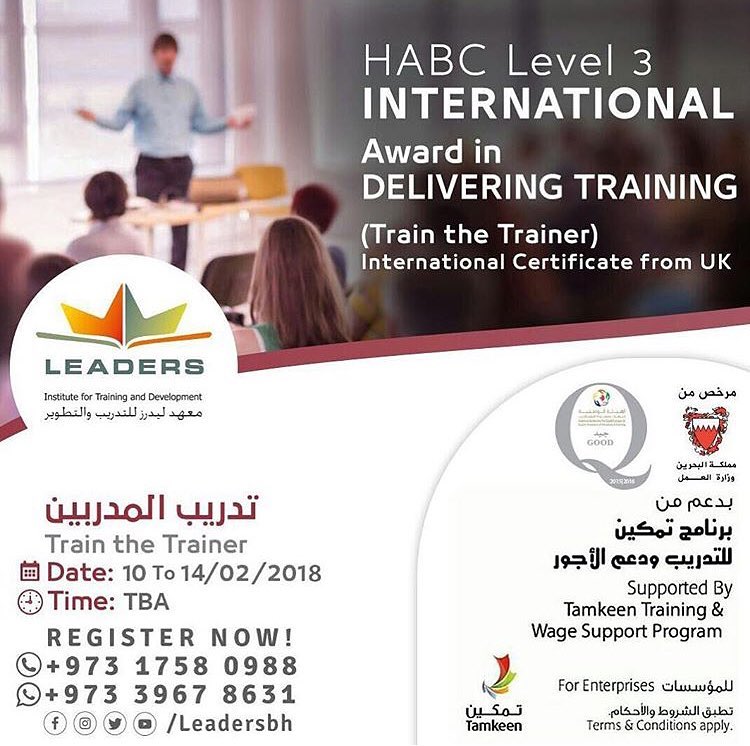 HABC Level 3
INTERNATIONAL
Award in
DELIVERING TRAINING
(Train the Trainer)
International Certificate from UK
LEADERS
Institute for Training and Development
معهد ليدرز للتدريب والتطوير
جيد
GOOD
مرخص من
مملكة البحرين
وزارة العمل
بدعم من
برنامج تمكين
للتدريب ودعم الأجور
Supported By
Tamkeen Training &
Wage Support Program
تمكين
Tamkeen
For Enterprises للمؤسسات
تطبق الشروط والأحكام.
Terms & Conditions apply.
تدريب المدربين
Train the Trainer
Date: 10 To 14/02/2018
Time: TBA
REGISTER NOW!
+973 1758 0988
+973 3967 8631
/Leadersbh